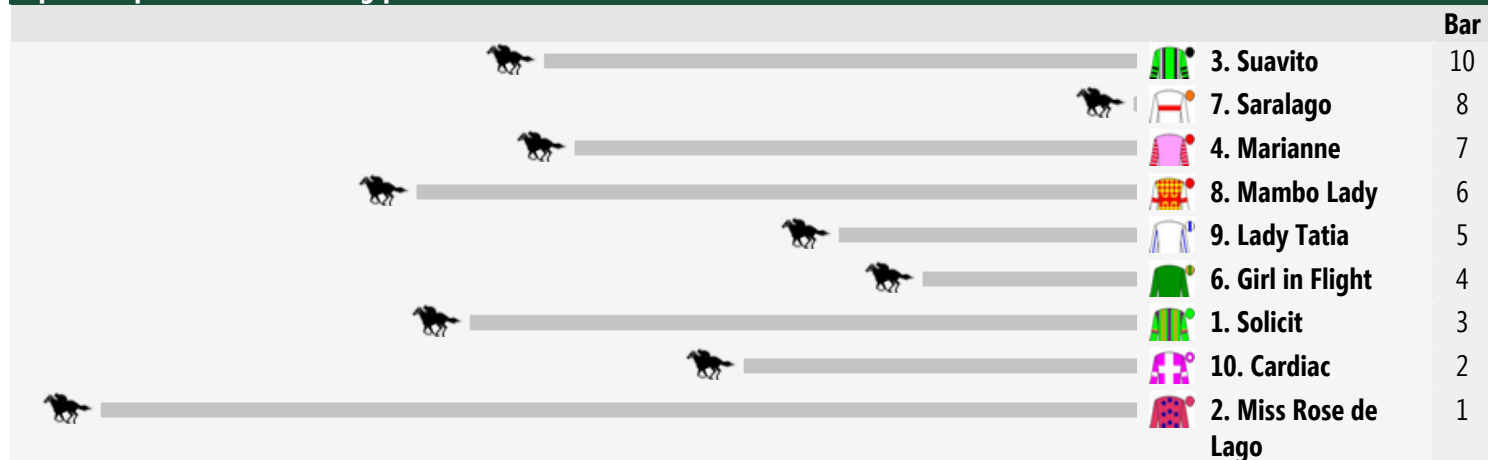 Bar
3. Suavito 10
7. Saralago 8
4. Marianne 7
8. Mambo Lady 6
9. Lady Tatia 5
6. Girl in Flight 4
1. Solicit 3
10. Cardiac 2
2. Miss Rose de 1
Lago